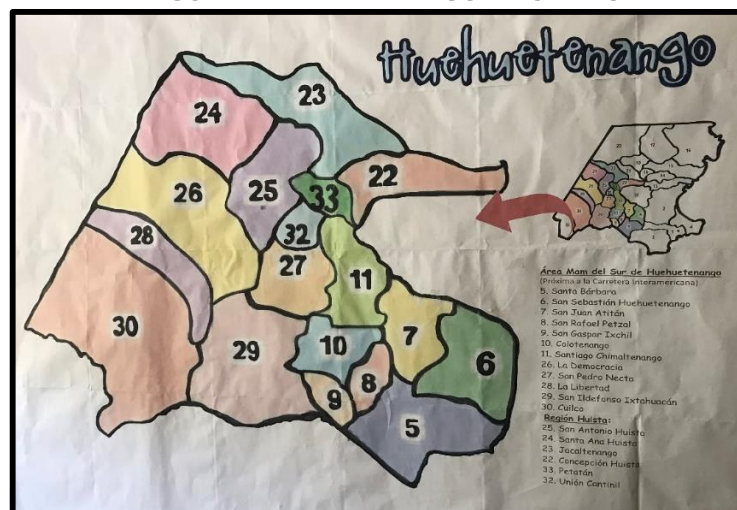 Huehuetenango
23
24
22
25
33
26
32
28
27
11
30
10
7
29
6
8
9
5
Área Mam del Sur de Huehuetenango
(Próxima a la Carretera Interamericana)
5. Santa Bárbara
6. San Sebastián Huehuetenango
7. San Juan Atitán
8. San Rafael Petzal
9. San Gaspar Ixchil
10. Colotenango
11. Santiago Chimaltenango
26. La Democracia
27. San Pedro Necta
28. La Libertad
29. San Ildefonso Ixtahuacán
30. Cuilco
Región Huista:
25. San Antonio Huista
24. Santa Ana Huista
23. Jacaltenango
22. Concepción Huista
33. Petatán
32. Unión Cantinil